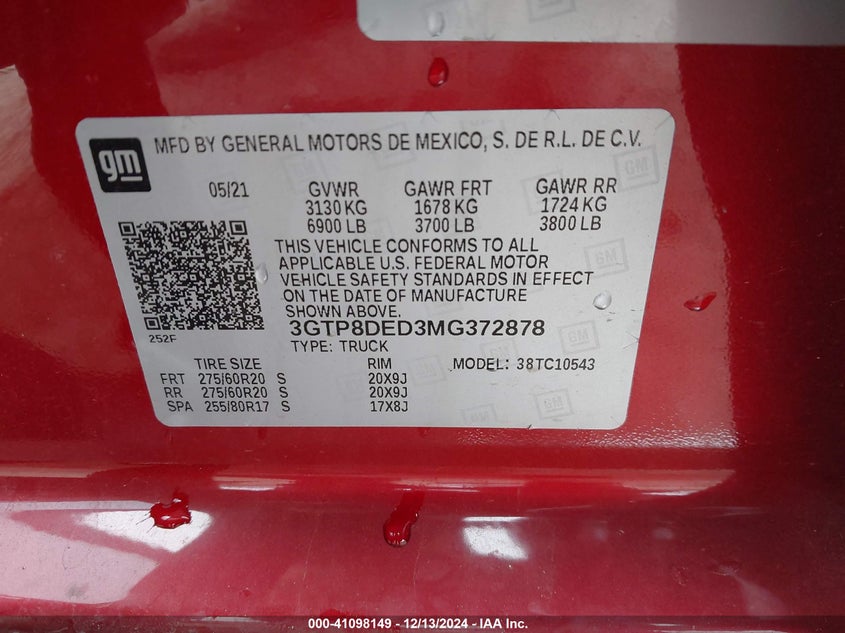 gm
MFD BY GENERAL MOTORS DE MEXICO, S. DE R.L. DE C.V.
05/21 GVWR GAWR FRT GAWR RR
3130 KG 1678 KG 1724 KG
6900 LB 3700 LB 3800 LB
THIS VEHICLE CONFORMS TO ALL
APPLICABLE U.S. FEDERAL MOTOR
VEHICLE SAFETY STANDARDS IN EFFECT
ON THE DATE OF MANUFACTURE
SHOWN ABOVE.
252F
3GTP8DED3MG372878
TYPE: TRUCK
TIRE SIZE RIM MODEL: 38TC10543
FRT 275/60R20 S 20X9J
RR 275/60R20 S 20X9J
SPA 255/80R17 S 17X8J
000-41098149 - 12/13/2024 - IAA Inc.